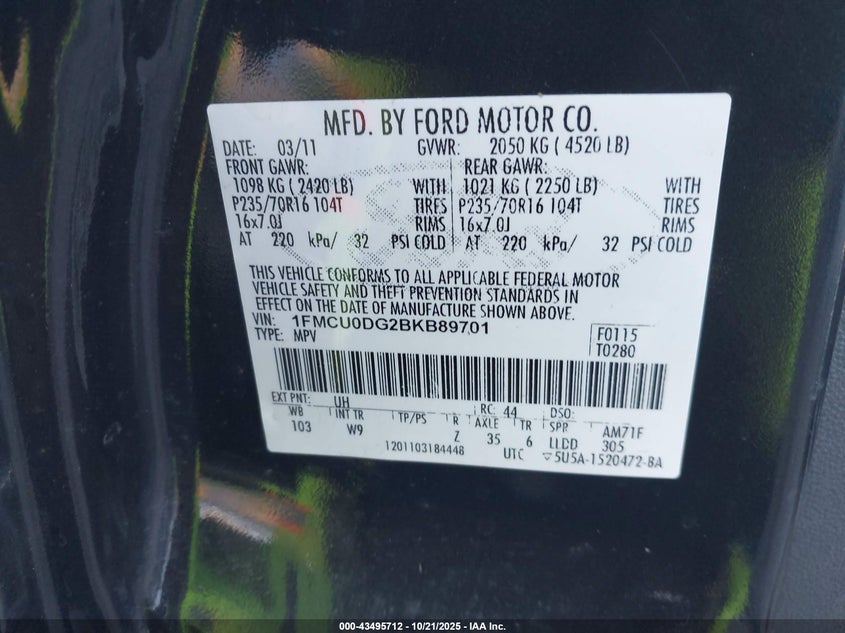 MFD. BY FORD MOTOR CO.
DATE: 03/11 GVWR: 2050 KG ( 4520 LB)
FRONT GAWR: REAR GAWR:
1098 KG ( 2420 LB) WITH 1021 KG ( 2250 LB) WITH
P235/70R16 104T TIRES P235/70R16 104T TIRES
16x7.0J RIMS 16x7.0J RIMS
AT 220 kPa/ 32 PSI COLD AT 220 kPa/ 32 PSI COLD
THIS VEHICLE CONFORMS TO ALL APPLICABLE FEDERAL MOTOR
VEHICLE SAFETY AND THEFT PREVENTION STANDARDS IN
EFFECT ON THE DATE OF MANUFACTURE SHOWN ABOVE.
VIN: 1FMCU0DG2BKB89701 F0115
TYPE: MPV T0280
EXT PNT: UH RC: 44 DSO:
WB INT TR TP/PS R AXLE TR SPR AM71F
103 W9 Z 35 6 LLDD 305
1201103184448 UTC ▽5U5A-1520472-BA
000-43495712 - 10/21/2025 - IAA Inc.